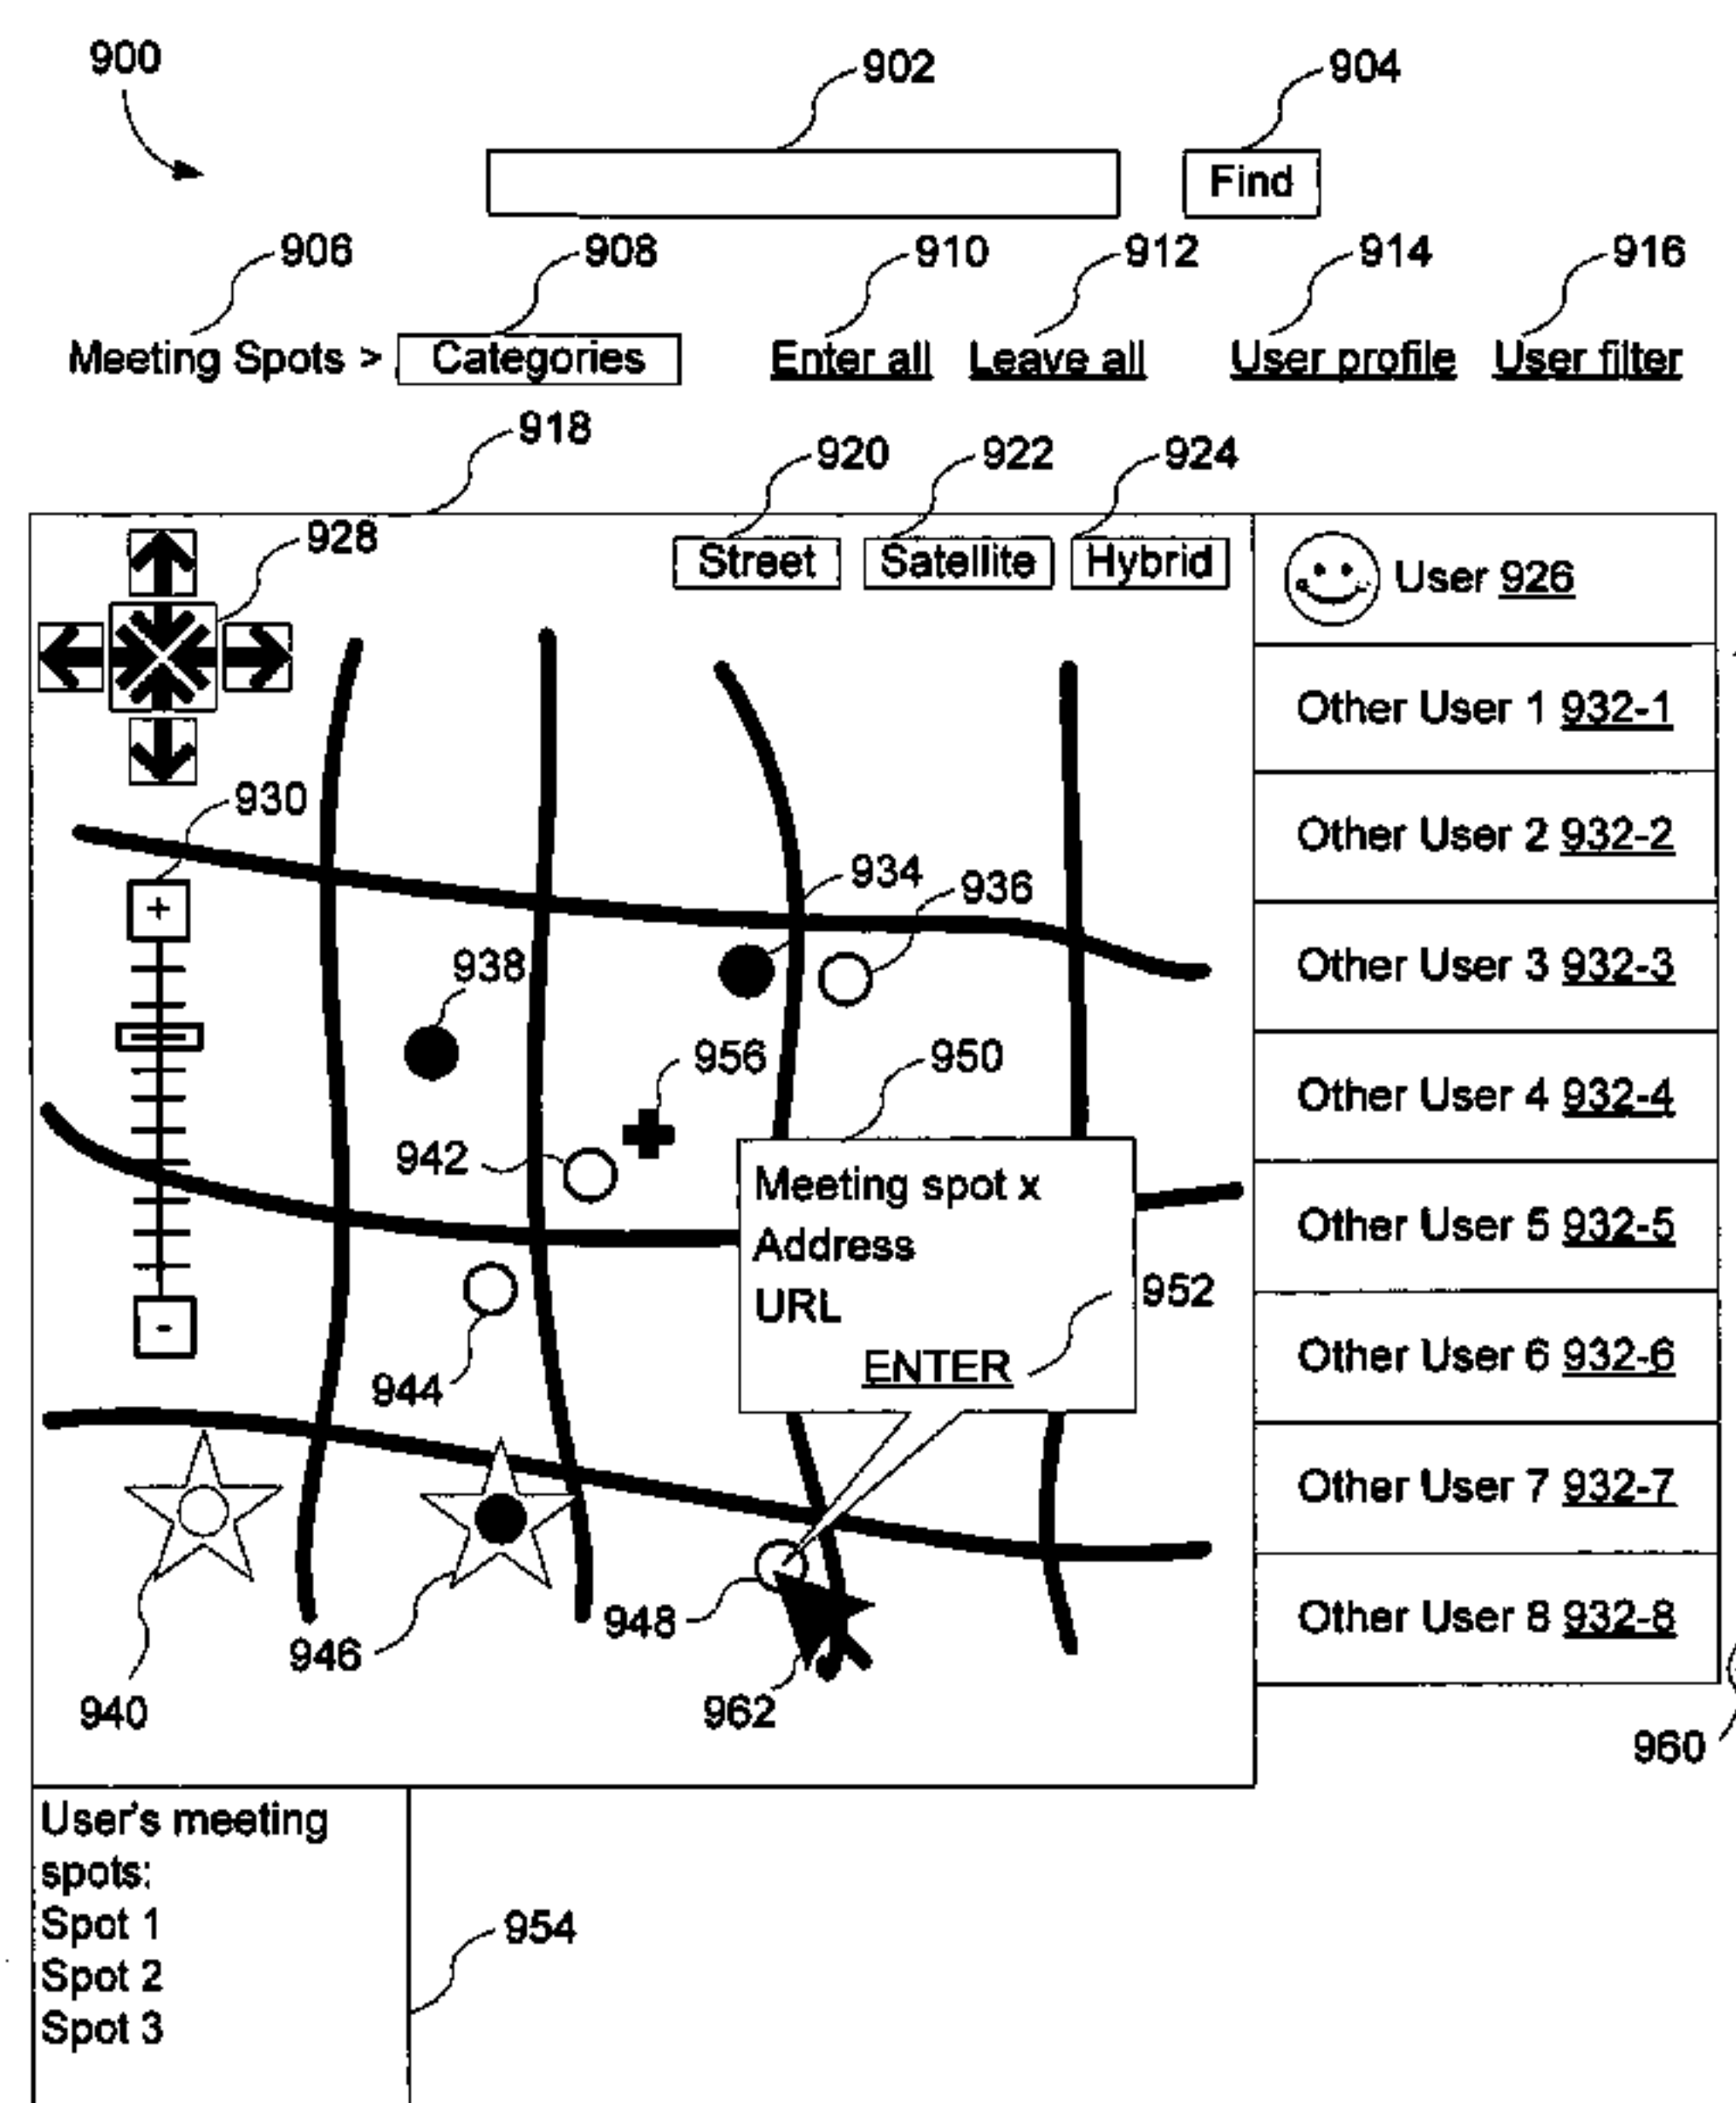 900
902
904
Find
906
908
910
912
914
916
Meeting Spots > Categories Enter all Leave all User profile User filter
918
920
922
924
928
Street Satellite Hybrid
User 926
Other User 1 932-1
930
+
Other User 2 932-2
934
936
938
Other User 3 932-3
956
950
Other User 4 932-4
942
Meeting spot x
Address
URL
952
ENTER
Other User 5 932-5
-
944
Other User 6 932-6
Other User 7 932-7
948
946
Other User 8 932-8
940
962
960
User's meeting
spots:
Spot 1
Spot 2
Spot 3
954